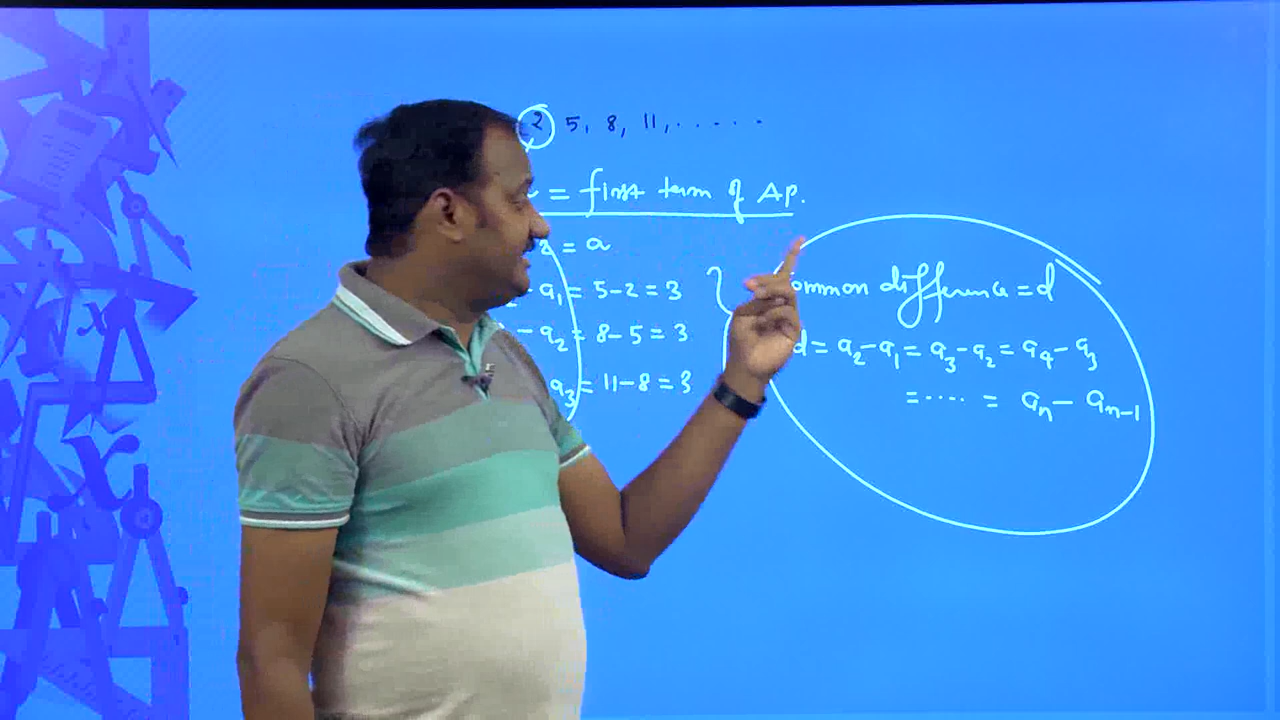 2 5, 8, 11, . . . . .
= first term of AP.
2 = a
- a₁ = 5 - 2 = 3
- a₂ = 8 - 5 = 3
a₃ = 11 - 8 = 3
ommon difference = d
d = a₂ - a₁ = a₃ - a₂ = a₄ - a₃
= . . . . = aₙ - aₙ₋₁